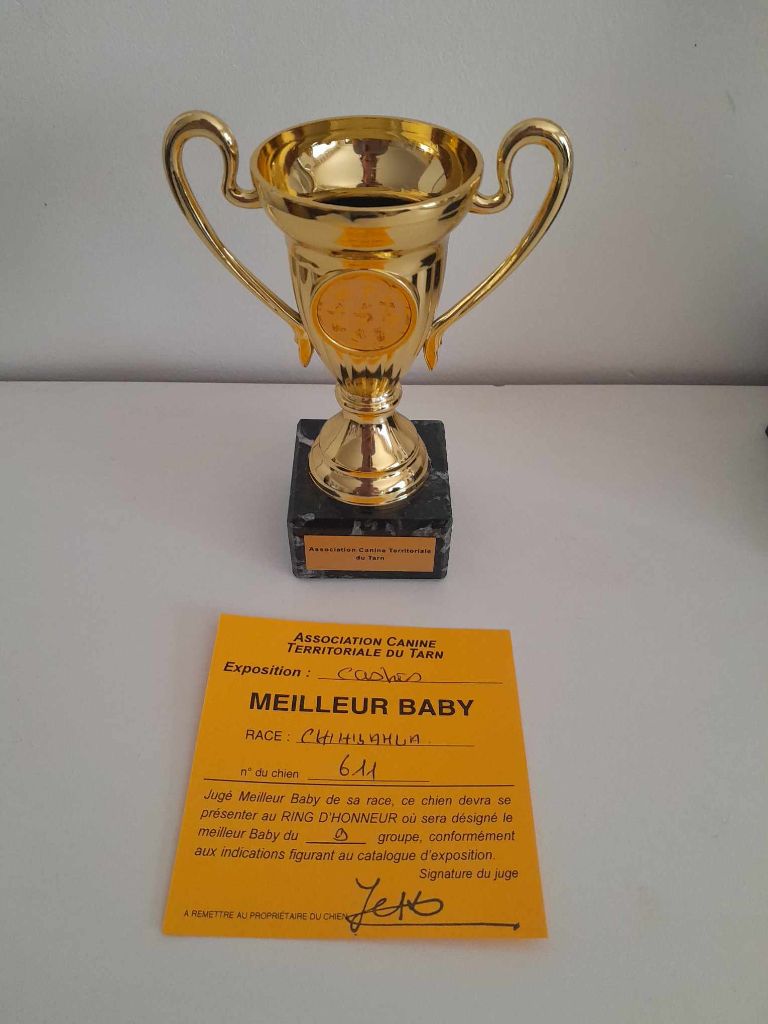 Association Canine Territoriale
du Tarn
ASSOCIATION CANINE
TERRITORIALE DU TARN
Exposition : Castres
MEILLEUR BABY
RACE : CHIHUAHUA
n° du chien 611
Jugé Meilleur Baby de sa race, ce chien devra se
présenter au RING D'HONNEUR où sera désigné le
meilleur Baby du 9 groupe, conformément
aux indications figurant au catalogue d'exposition.
Signature du juge
A REMETTRE AU PROPRIÉTAIRE DU CHIEN